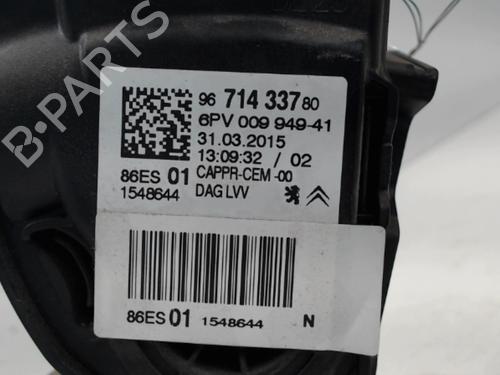 96 714 337 80
6PV 009 949-41
31.03.2015
13:09:32 / 02
86ES 01 CAPPR-CEM -00
1548644 DAG LVV
86ES 01 1548644 N